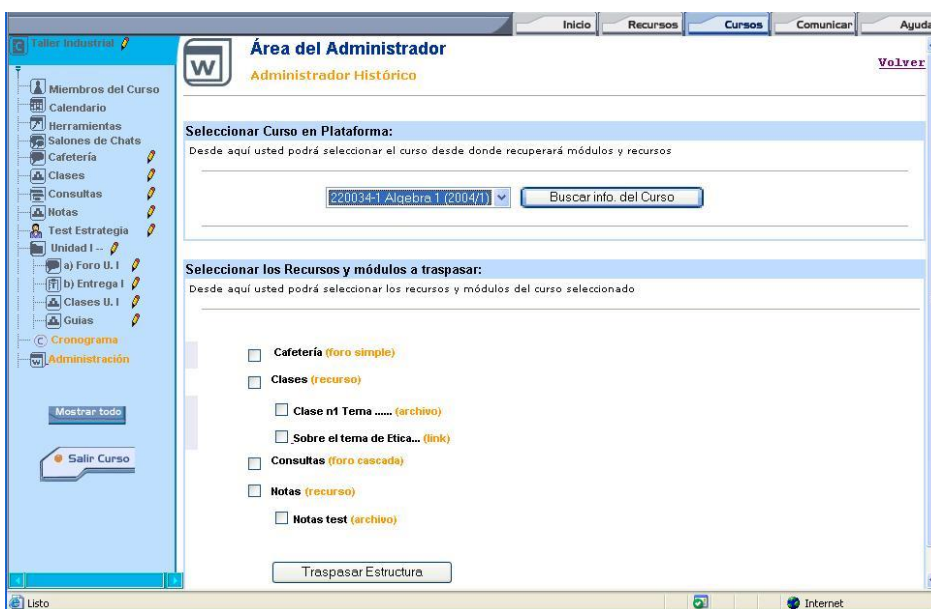 Inicio
Recursos
Cursos
Comunicar
Ayuda
Taller Industrial
Miembros del Curso
Calendario
Herramientas
Salones de Chats
Cafetería
Clases
Consultas
Notas
Test Estrategia
Unidad I --
a) Foro U. I
b) Entrega I
Clases U. I
Guias
Cronograma
Administración
Mostrar todo
Salir Curso
Área del Administrador
Administrador Histórico
Volver
Seleccionar Curso en Plataforma:
Desde aquí usted podrá seleccionar el curso desde donde recuperará módulos y recursos
220034-1 Algebra 1 (2004/1)
Buscar info. del Curso
Seleccionar los Recursos y módulos a traspasar:
Desde aquí usted podrá seleccionar los recursos y módulos del curso seleccionado
Cafetería (foro simple)
Clases (recurso)
Clase n1 Tema ...... (archivo)
Sobre el tema de Etica... (link)
Consultas (foro cascada)
Notas (recurso)
Notas test (archivo)
Traspasar Estructura
Listo
Internet